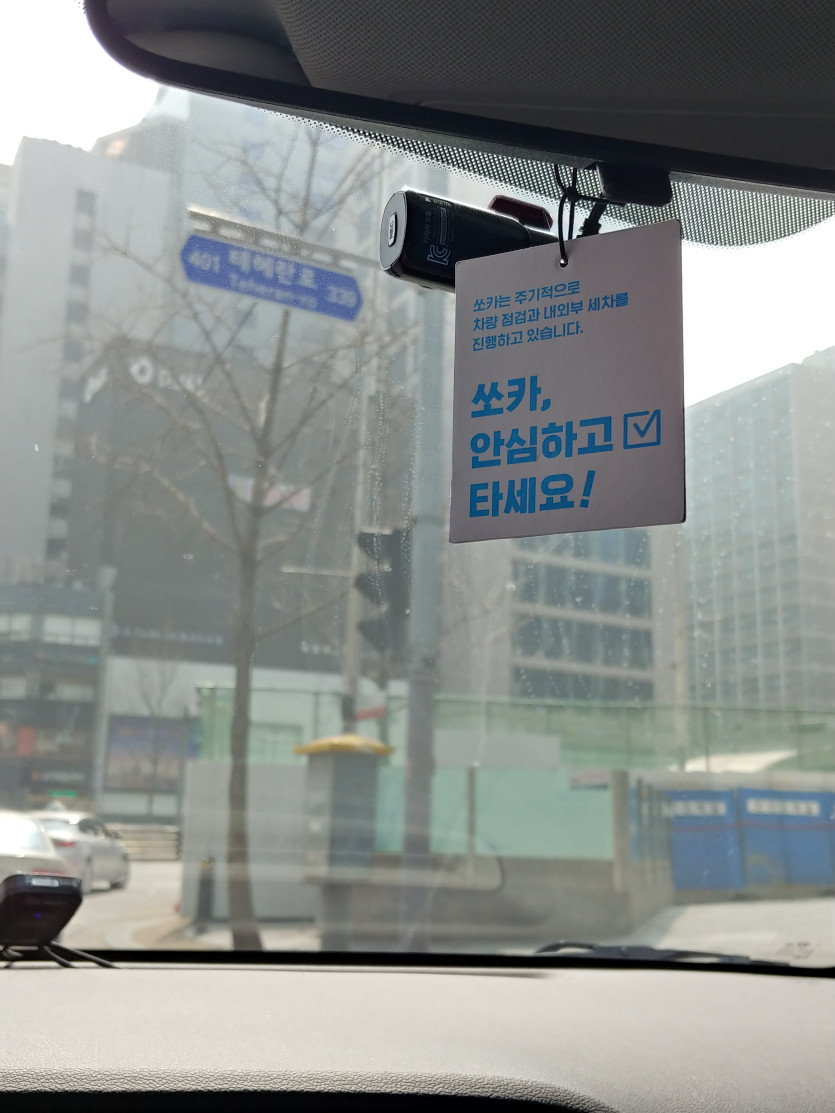 401 테헤란로 339
Teheran-ro
쏘카는 주기적으로
차량 점검과 내외부 세차를
진행하고 있습니다.
쏘카,
안심하고
타세요!